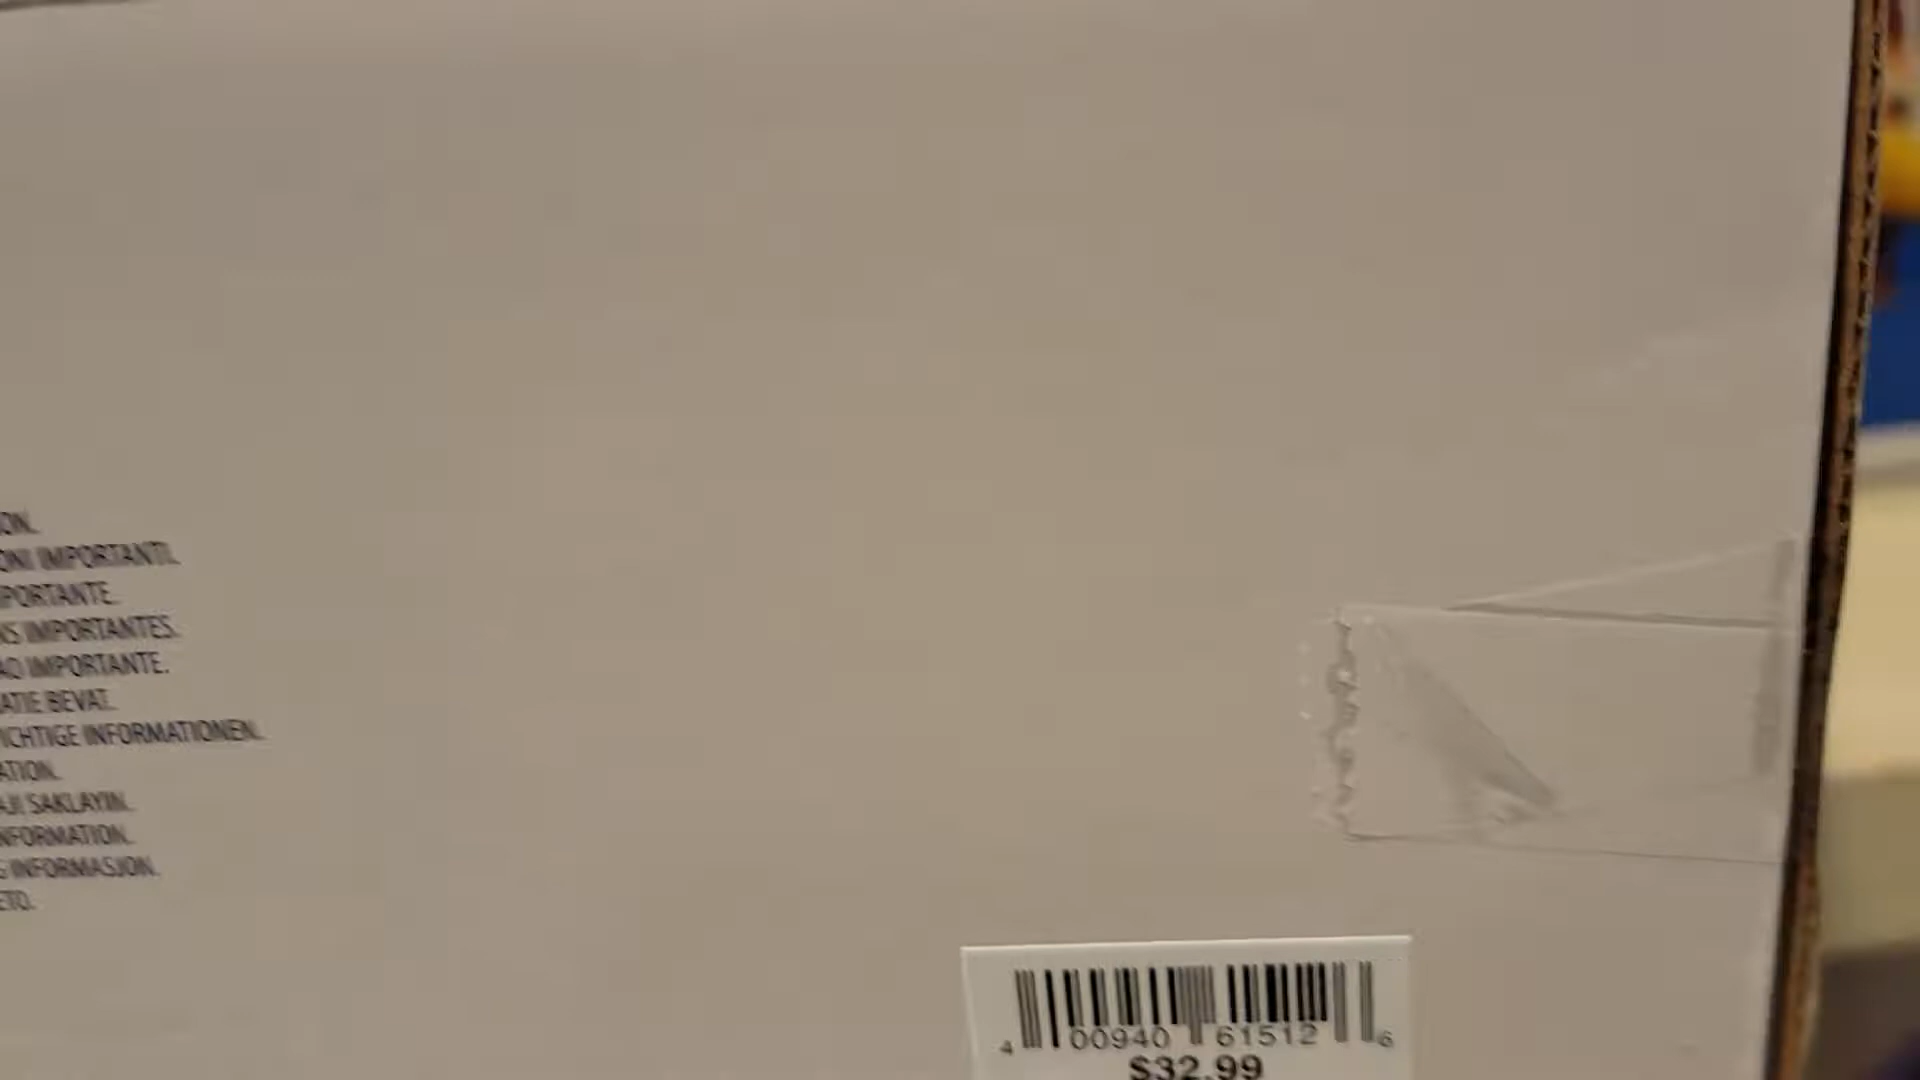 ON.
ONI IMPORTANTI.
PORTANTE.
NS IMPORTANTES.
AO IMPORTANTE.
ATIE BEVAT.
ICHTIGE INFORMATIONEN.
ATION.
AJI SAKLAYIN.
NFORMATION.
G INFORMASJON.
ETO.
4 00940 61512 6
$32.99